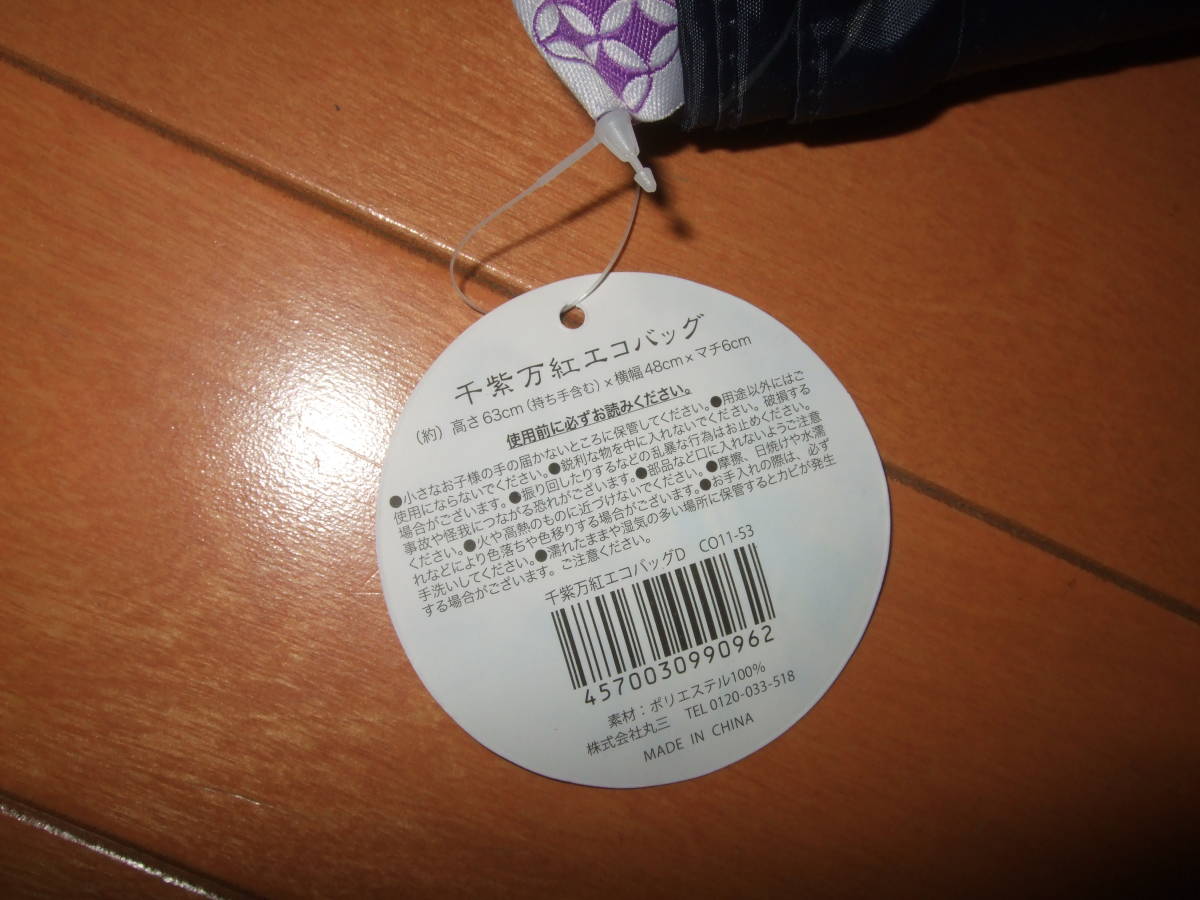 千紫万紅エコバッグ
（約）高さ63cm（持ち手含む）×横幅48cm×マチ6cm
使用前に必ずお読みください。
●小さなお子様の手の届かないところに保管してください。●用途以外にはご
使用にならないでください。●鋭利な物を中に入れないでください。破損する
場合がございます。●振り回したりするなどの乱暴な行為はお止めください。
事故や怪我につながる恐れがございます。●部品など口に入れないようご注意
ください。●火や高熱のものに近づけないでください。●摩擦、日焼けや水濡
れなどにより色落ちや色移りする場合がございます。●お手入れの際は、必ず
手洗いしてください。●濡れたままや湿気の多い場所に保管するとカビが発生
する場合がございます。ご注意ください。
千紫万紅エコバッグD CO11-53
4570030990962
素材：ポリエステル100%
株式会社丸三 TEL 0120-033-518
MADE IN CHINA